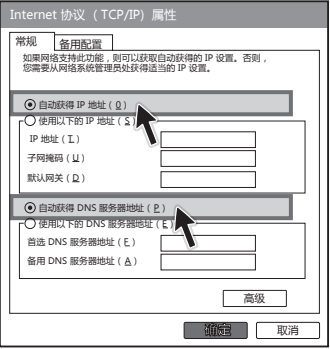 Internet 协议 （TCP/IP) 属性
常规 备用配置
如果网络支持此功能，则可以获取自动获得的 IP 设置。否则，
您需要从网络系统管理员处获得适当的 IP 设置。
自动获得 IP 地址（O）
使用以下的 IP 地址（S）
IP 地址（I）
子网掩码（U）
默认网关（D）
自动获得 DNS 服务器地址（P）
使用以下的 DNS 服务器地址（E）
首选 DNS 服务器地址（F）
备用 DNS 服务器地址（A）
高级
确定 取消